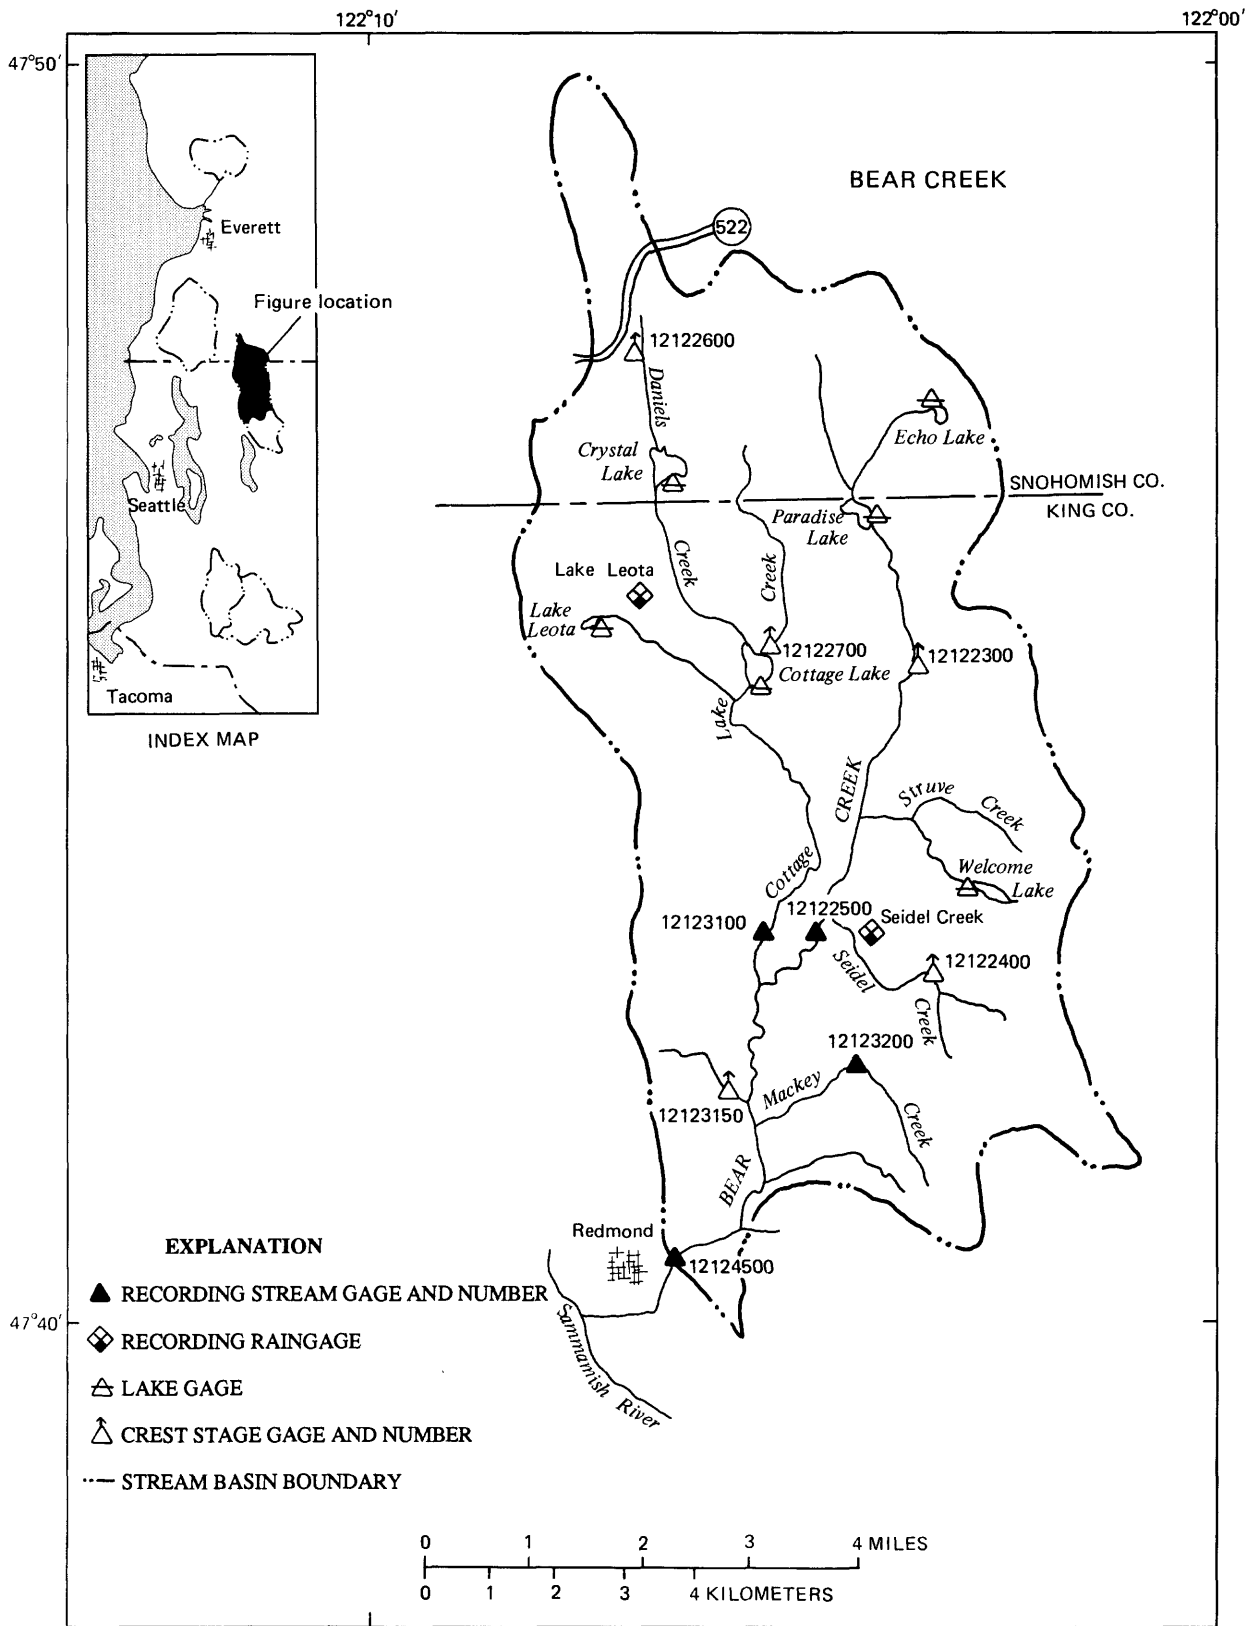 122°10′
122°00′
47°50′
BEAR CREEK
522
Everett
Figure location
Seattle
Tacoma
INDEX MAP
12122600
Daniels
Crystal
Lake
Echo Lake
SNOHOMISH CO.
KING CO.
Paradise
Lake
Creek
Creek
Lake Leota
Lake
Leota
12122700
Cottage Lake
12122300
Lake
CREEK
Struve
Creek
Welcome
Lake
Cottage
12123100
12122500
Seidel Creek
Seidel
12122400
Creek
12123200
Mackey
Creek
12123150
BEAR
Redmond
12124500
Sammamish River
47°40′
EXPLANATION
RECORDING STREAM GAGE AND NUMBER
RECORDING RAINGAGE
LAKE GAGE
CREST STAGE GAGE AND NUMBER
STREAM BASIN BOUNDARY
0 1 2 3 4 MILES
0 1 2 3 4 KILOMETERS